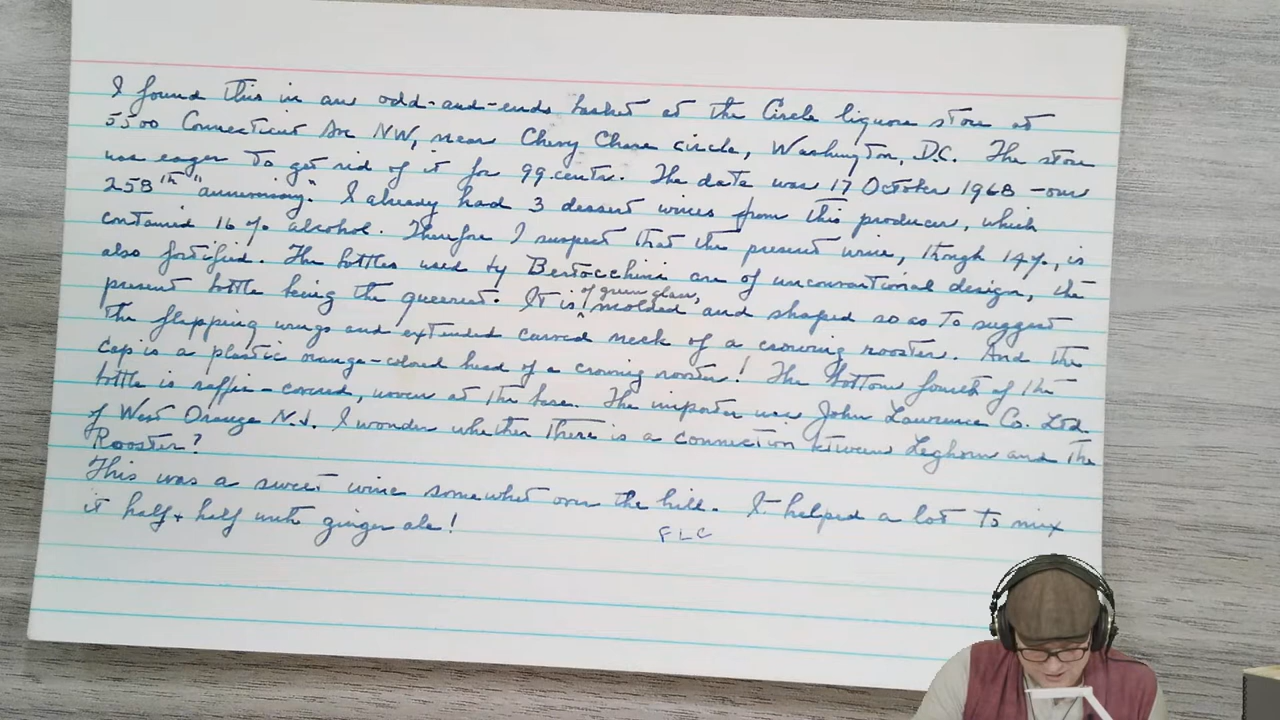 I found this in an odd-and-ends basket at the Circle liquor store at
5500 Connecticut Ave NW, near Chevy Chase circle, Washington, D.C. The store
was eager to get rid of it for 99 cents. The date was 17 October 1968 - our
258th "anniversary." I already had 3 dessert wines from this producer, which
contained 16% alcohol. Therefore I suspect that the present wine, though 14%, is
also fortified. The bottles used by Bertocchini are of unconventional design, the
present bottle being the queerest. It is of green glass, molded and shaped so as to suggest
the flapping wings and extended curved neck of a crowing rooster. And the
cap is a plastic orange-colored head of a crowing rooster! The bottom fourth of the
bottle is raffia-covered, woven at the base. The importer was John Lawrence Co. Ltd.
of West Orange N.J. I wonder whether there is a connection between Leghorn and the
Rooster?
This was a sweet wine somewhat over the hill. It helped a lot to mix
it half + half with ginger ale!
FLC